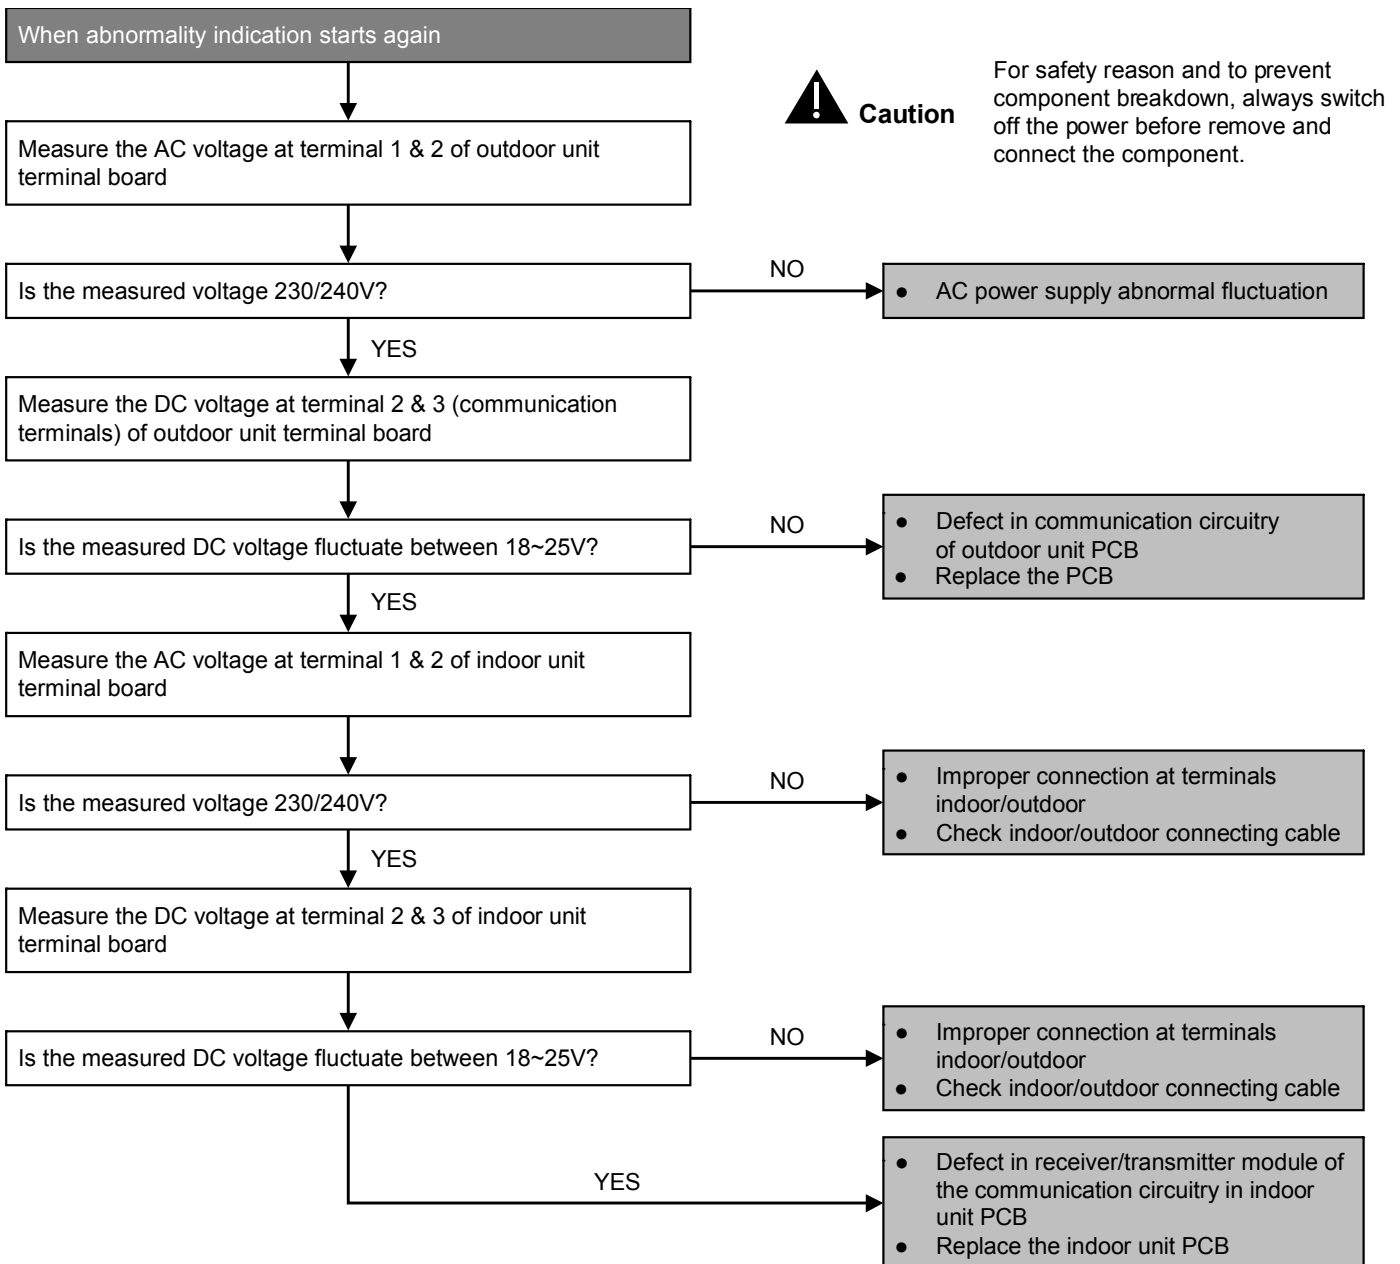 When abnormality indication starts again
Caution
For safety reason and to prevent
component breakdown, always switch
off the power before remove and
connect the component.
Measure the AC voltage at terminal 1 & 2 of outdoor unit
terminal board
Is the measured voltage 230/240V?
NO
● AC power supply abnormal fluctuation
YES
Measure the DC voltage at terminal 2 & 3 (communication
terminals) of outdoor unit terminal board
Is the measured DC voltage fluctuate between 18~25V?
NO
● Defect in communication circuitry
of outdoor unit PCB
● Replace the PCB
YES
Measure the AC voltage at terminal 1 & 2 of indoor unit
terminal board
Is the measured voltage 230/240V?
NO
● Improper connection at terminals
indoor/outdoor
● Check indoor/outdoor connecting cable
YES
Measure the DC voltage at terminal 2 & 3 of indoor unit
terminal board
Is the measured DC voltage fluctuate between 18~25V?
NO
● Improper connection at terminals
indoor/outdoor
● Check indoor/outdoor connecting cable
YES
● Defect in receiver/transmitter module of
the communication circuitry in indoor
unit PCB
● Replace the indoor unit PCB